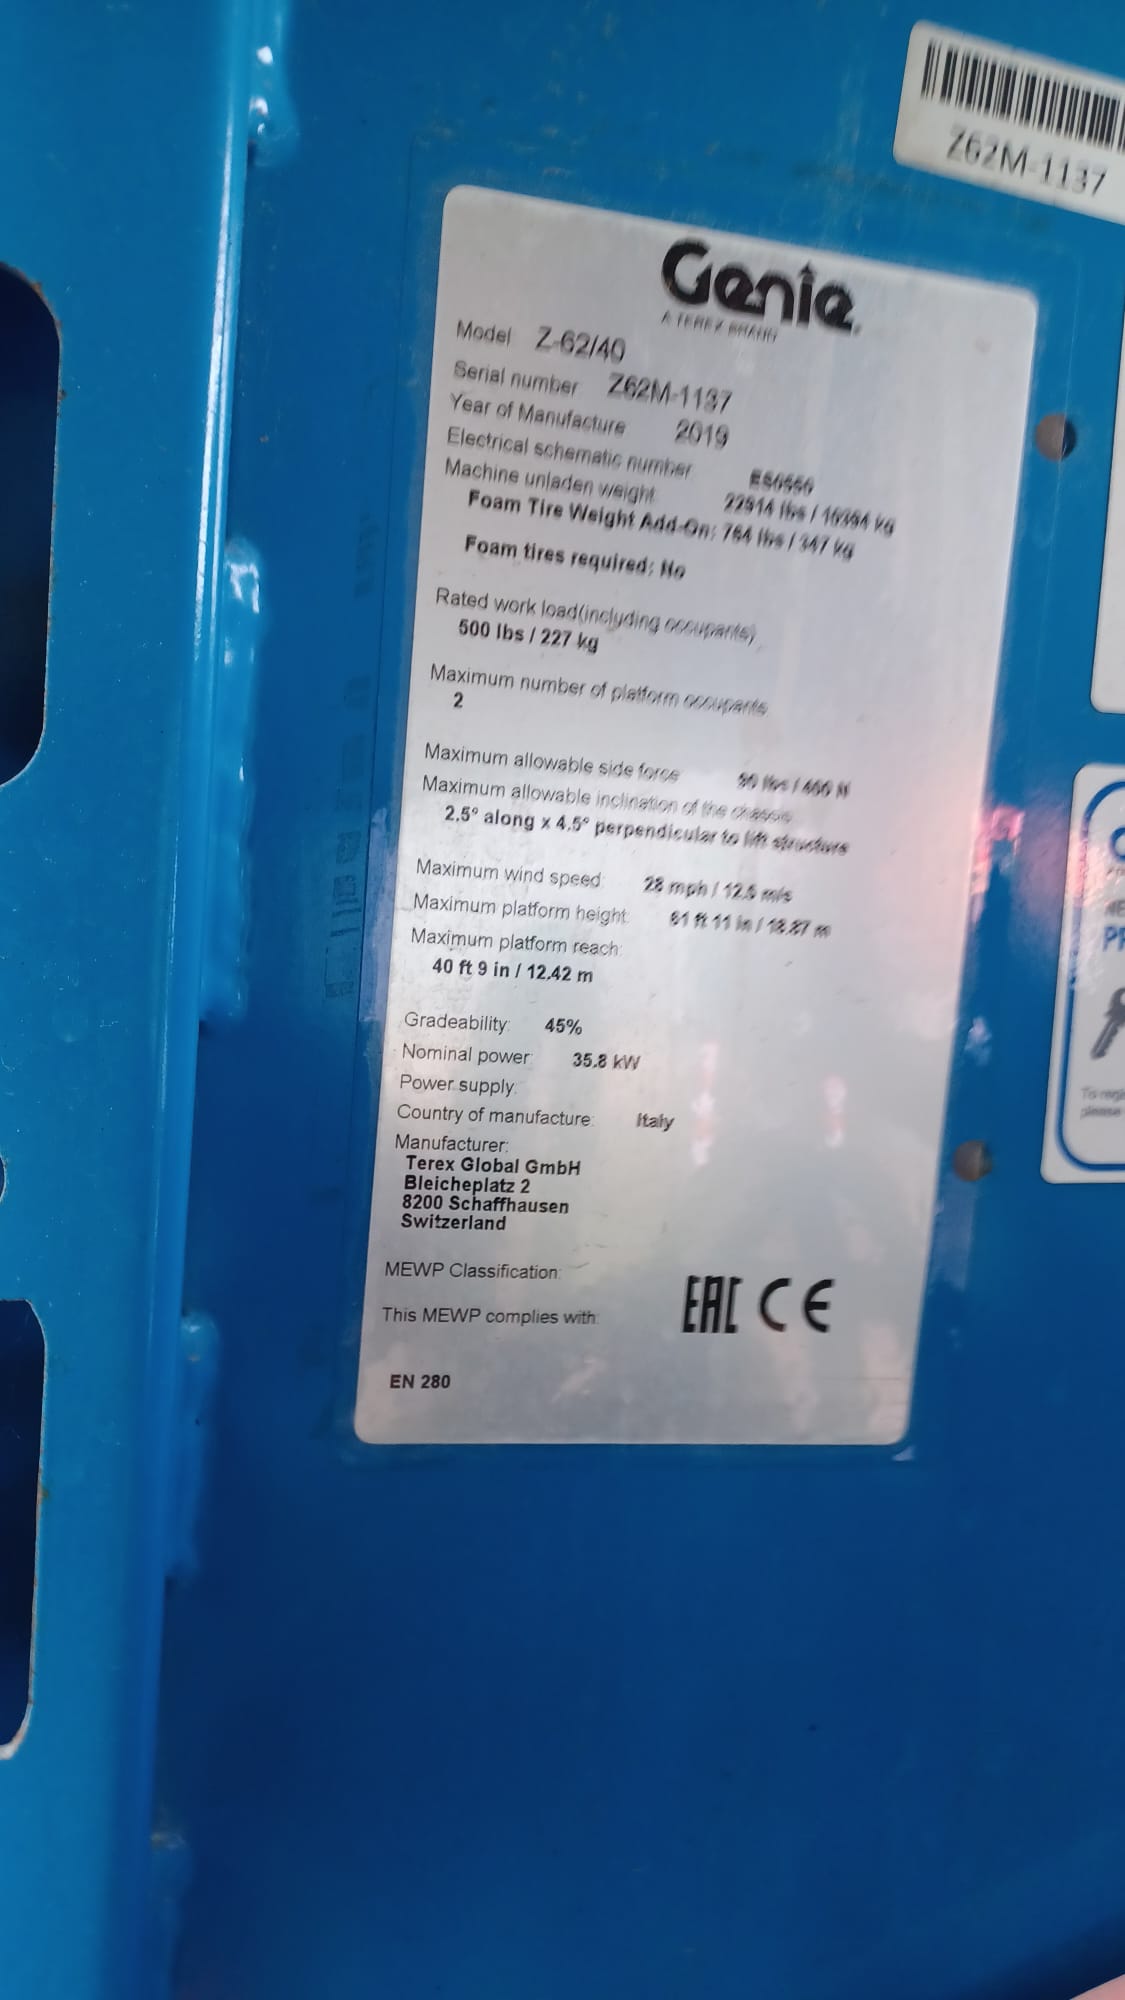 Z62M-1137
Genie
A TEREX BRAND
Model Z-62/40
Serial number Z62M-1137
Year of Manufacture 2019
Electrical schematic number
Machine unladen weight: 22914 lbs /
Foam Tire Weight Add-On: 764 lbs / 347 kg
Foam tires required: No
Rated work load(including occupants)
500 lbs / 227 kg
Maximum number of platform occupants
2
Maximum allowable side force 90 lbs / 400 N
Maximum allowable inclination of the chassis
2.5° along x 4.5° perpendicular to lift structure
Maximum wind speed: 28 mph / 12.5 m/s
Maximum platform height: 61 ft 11 in / 18.87 m
Maximum platform reach:
40 ft 9 in / 12.42 m
Gradeability: 45%
Nominal power: 35.8 kW
Power supply:
Country of manufacture: Italy
Manufacturer:
Terex Global GmbH
Bleicheplatz 2
8200 Schaffhausen
Switzerland
MEWP Classification:
This MEWP complies with:
EAC CE
EN 280